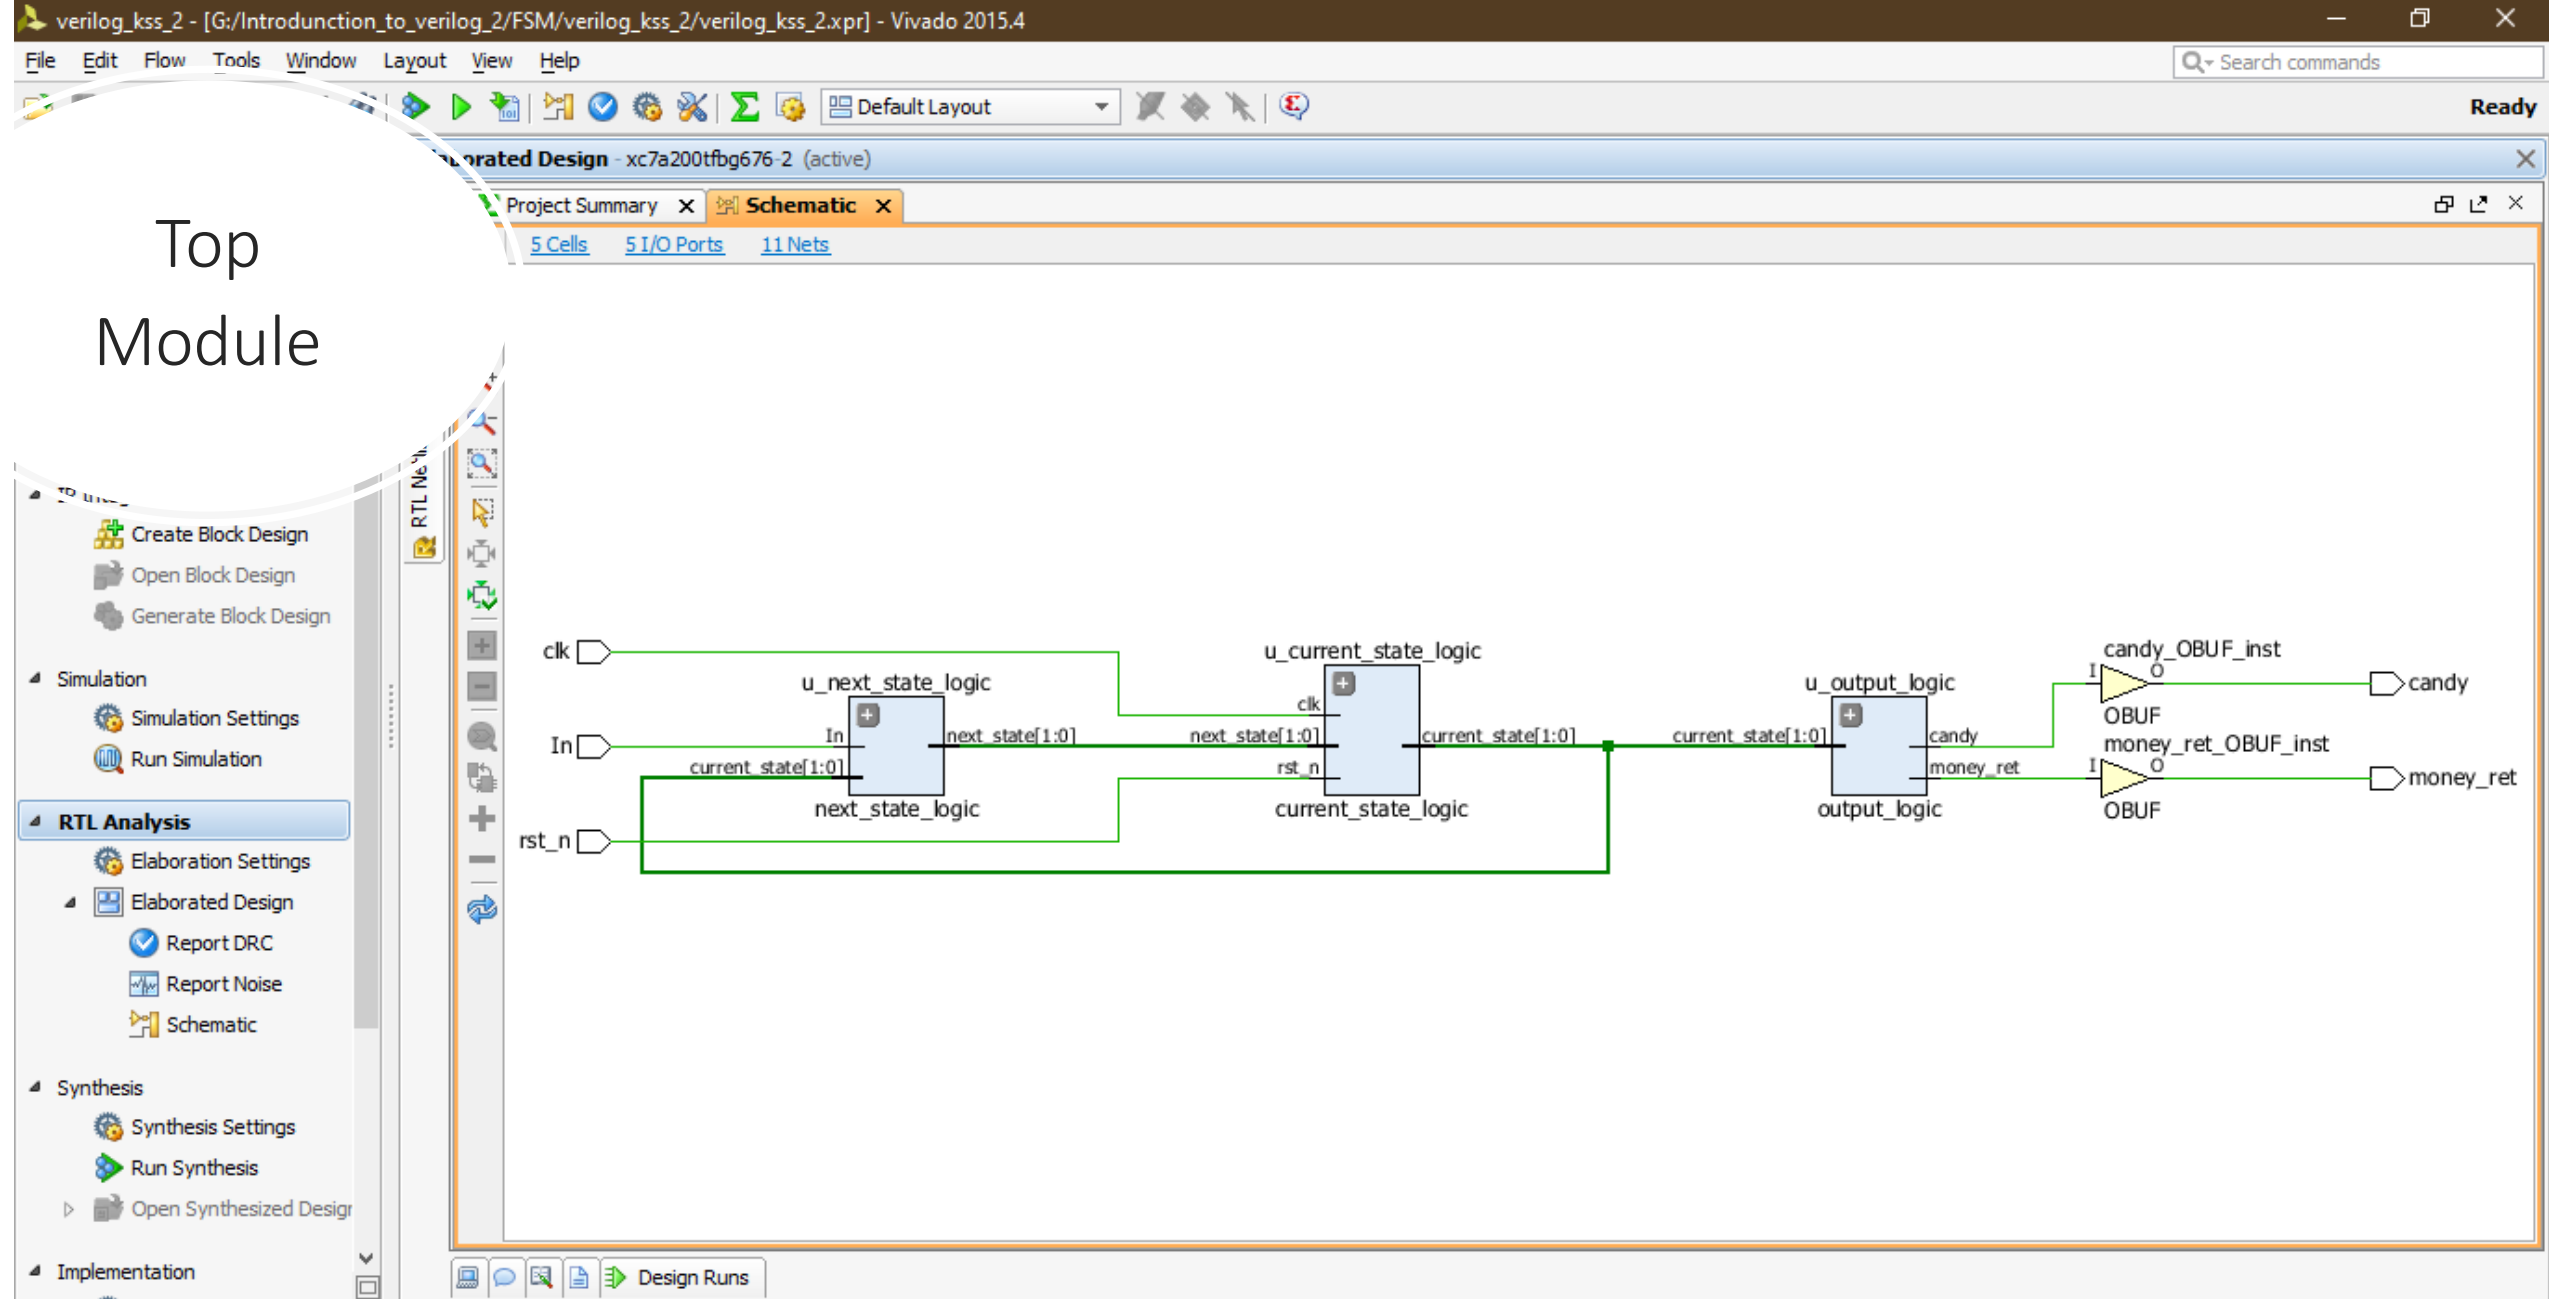 verilog_kss_2 - [G:/Introdunction_to_verilog_2/FSM/verilog_kss_2/verilog_kss_2.xpr] - Vivado 2015.4
File Edit Flow Tools Window Layout View Help
Search commands
Default Layout
Ready
Elaborated Design - xc7a200tfbg676-2 (active)
Top
Module
Project Summary
Schematic
5 Cells 5 I/O Ports 11 Nets
RTL
Create Block Design
Open Block Design
Generate Block Design
Simulation
Simulation Settings
Run Simulation
RTL Analysis
Elaboration Settings
Elaborated Design
Report DRC
Report Noise
Schematic
Synthesis
Synthesis Settings
Run Synthesis
Open Synthesized Design
Implementation
clk
In
rst_n
u_next_state_logic
In
current_state[1:0]
next_state[1:0]
next_state_logic
u_current_state_logic
clk
next_state[1:0]
rst_n
current_state[1:0]
current_state_logic
u_output_logic
current_state[1:0]
candy
money_ret
output_logic
candy_OBUF_inst
I O
OBUF
money_ret_OBUF_inst
I O
OBUF
candy
money_ret
Design Runs